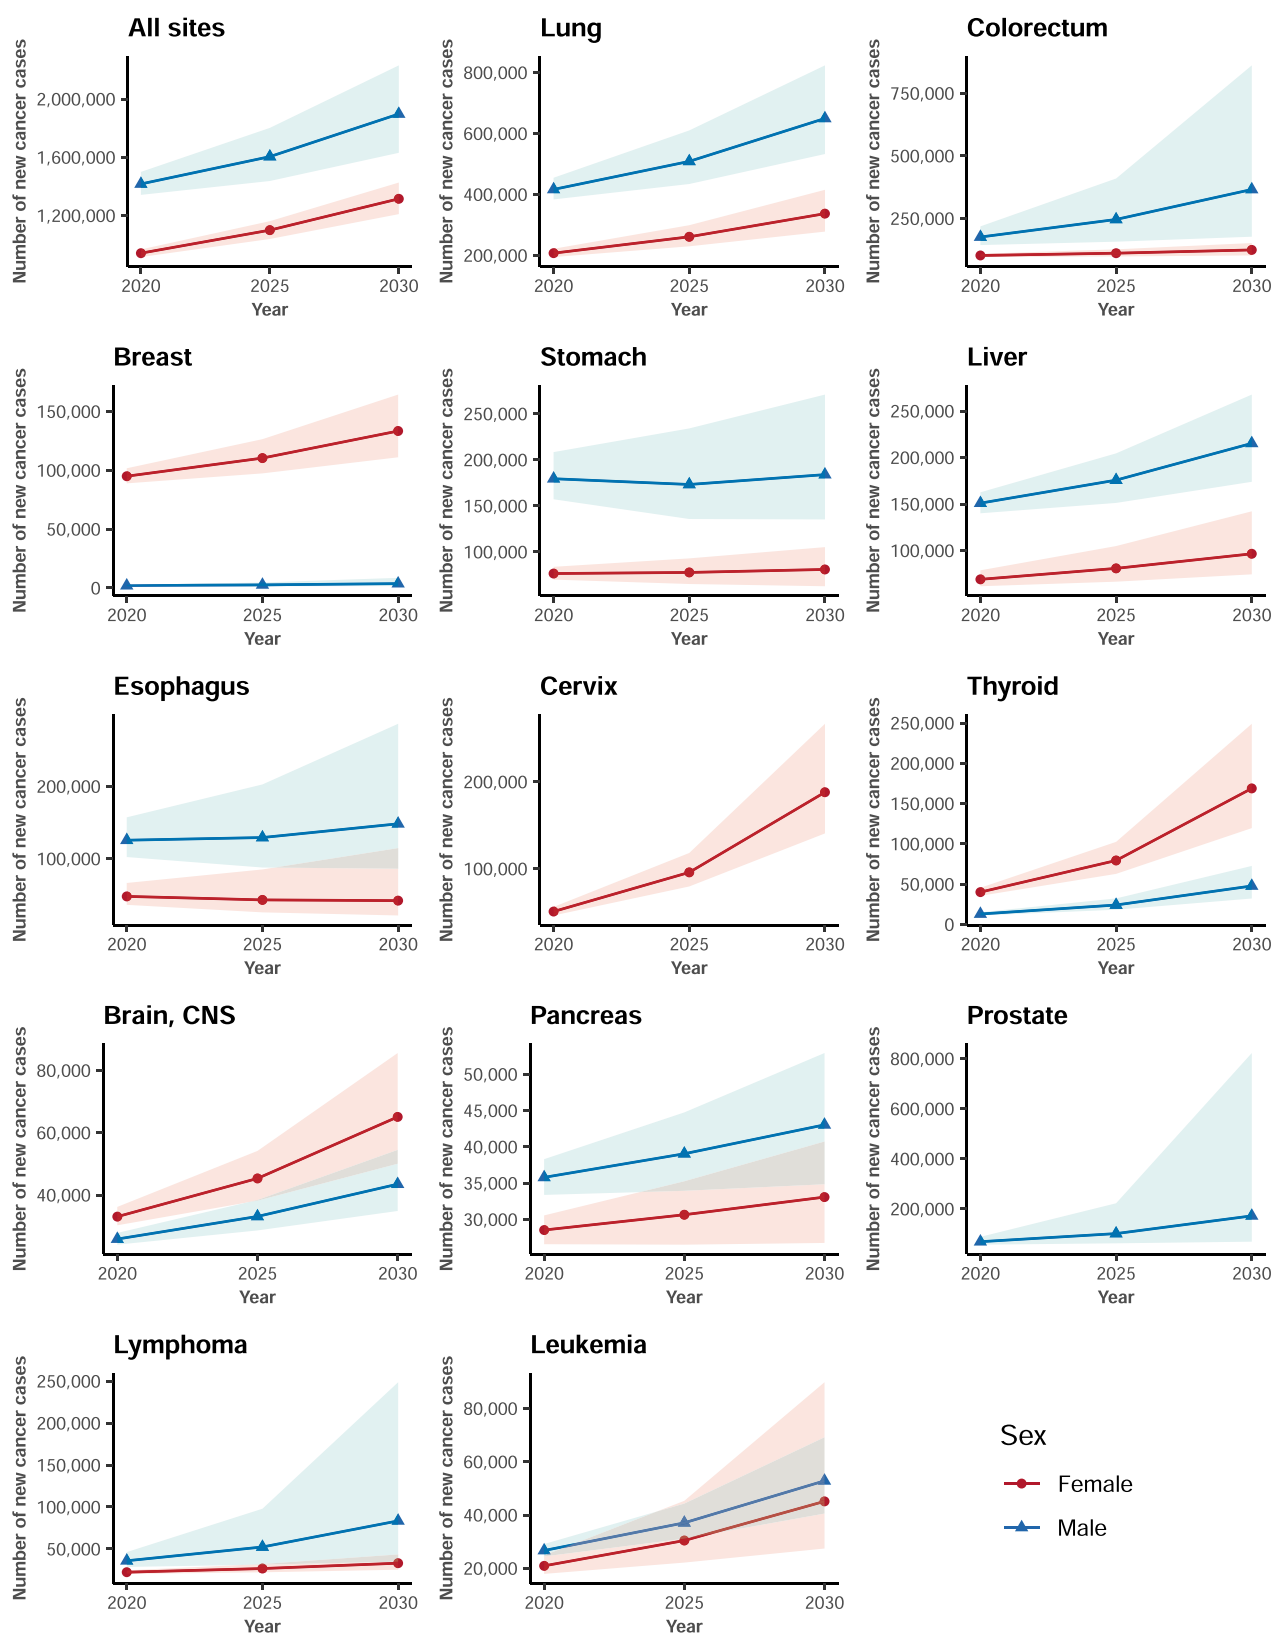 All sites
Number of new cancer cases
2,000,000
1,600,000
1,200,000
2020 2025 2030
Year
Lung
Number of new cancer cases
800,000
600,000
400,000
200,000
2020 2025 2030
Year
Colorectum
Number of new cancer cases
750,000
500,000
250,000
2020 2025 2030
Year
Breast
Number of new cancer cases
150,000
100,000
50,000
0
2020 2025 2030
Year
Stomach
Number of new cancer cases
250,000
200,000
150,000
100,000
2020 2025 2030
Year
Liver
Number of new cancer cases
250,000
200,000
150,000
100,000
2020 2025 2030
Year
Esophagus
Number of new cancer cases
200,000
100,000
2020 2025 2030
Year
Cervix
Number of new cancer cases
200,000
100,000
2020 2025 2030
Year
Thyroid
Number of new cancer cases
250,000
200,000
150,000
100,000
50,000
0
2020 2025 2030
Year
Brain, CNS
Number of new cancer cases
80,000
60,000
40,000
2020 2025 2030
Year
Pancreas
Number of new cancer cases
50,000
45,000
40,000
35,000
30,000
2020 2025 2030
Year
Prostate
Number of new cancer cases
800,000
600,000
400,000
200,000
2020 2025 2030
Year
Lymphoma
Number of new cancer cases
250,000
200,000
150,000
100,000
50,000
2020 2025 2030
Year
Leukemia
Number of new cancer cases
80,000
60,000
40,000
20,000
2020 2025 2030
Year
Sex
Female
Male